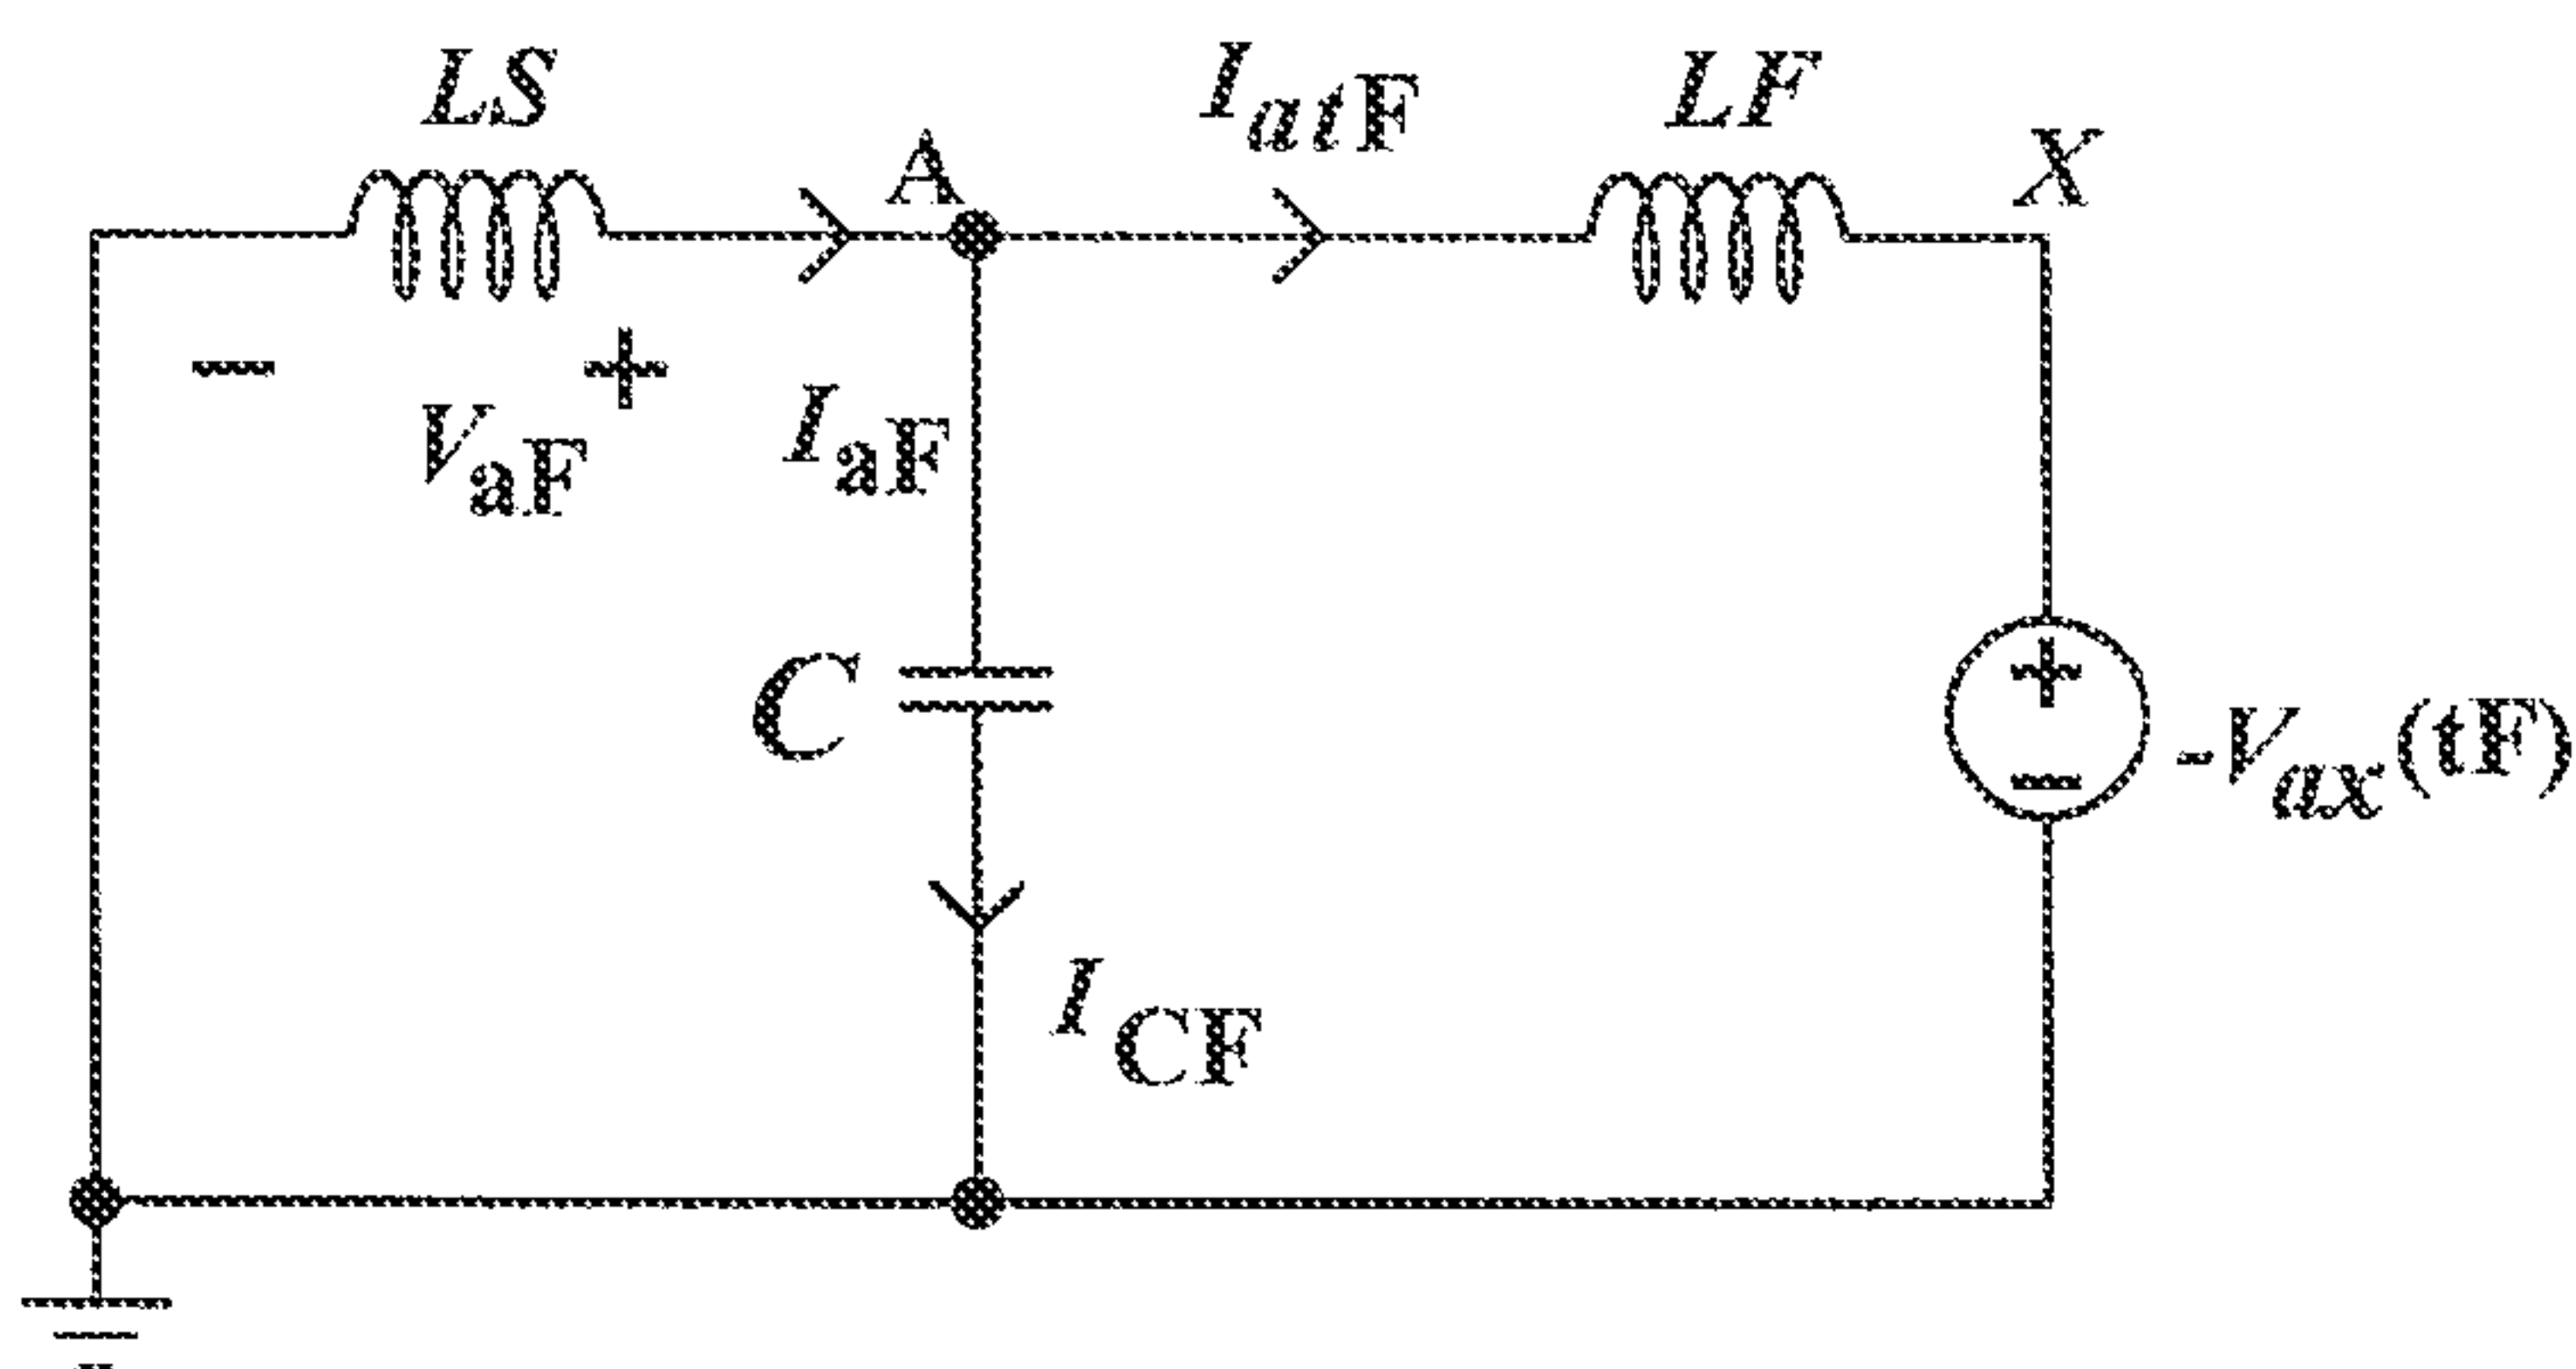 LS
I_atF
LF
A
X
- +
V_aF
I_aF
C
+
-
-V_ax(tF)
I_CF